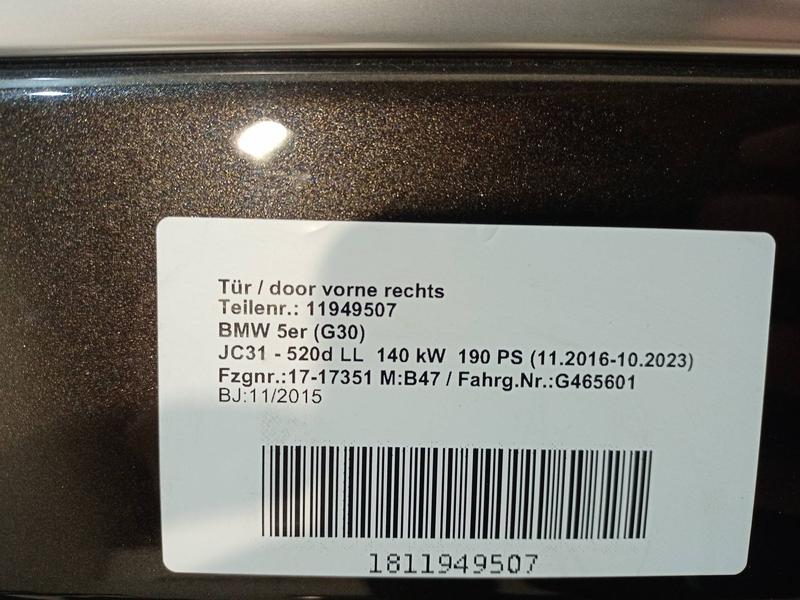 Tür / door vorne rechts
Teilenr.: 11949507
BMW 5er (G30)
JC31 - 520d LL 140 kW 190 PS (11.2016-10.2023)
Fzgnr.:17-17351 M:B47 / Fahrg.Nr.:G465601
BJ:11/2015
1811949507